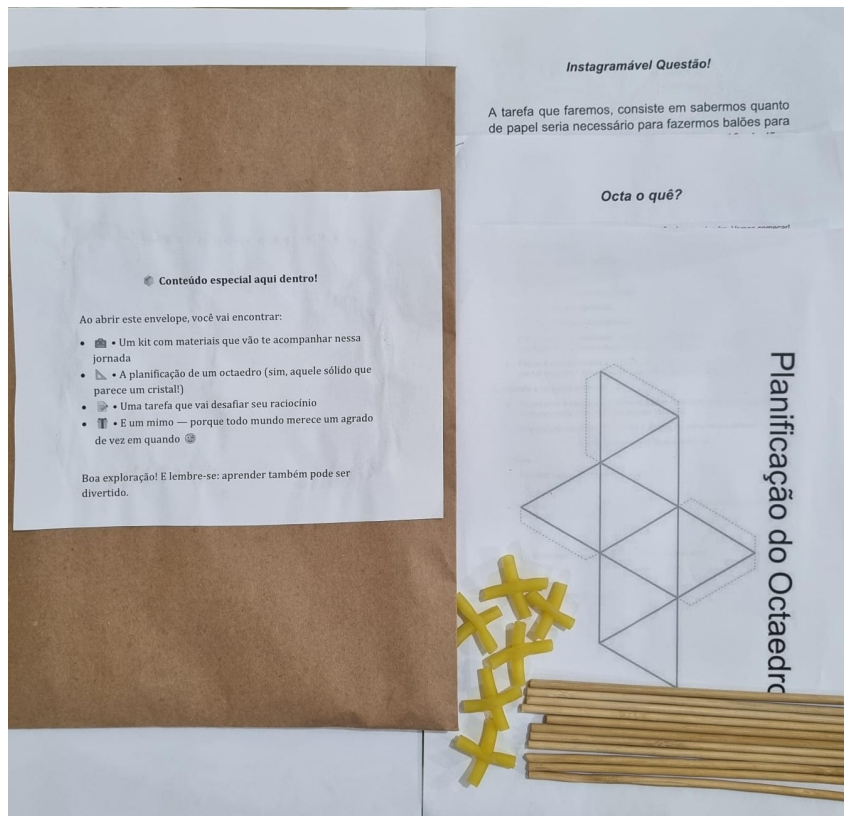 Conteúdo especial aqui dentro!
Ao abrir este envelope, você vai encontrar:
• • Um kit com materiais que vão te acompanhar nessa
jornada
• • A planificação de um octaedro (sim, aquele sólido que
parece um cristal!)
• • Uma tarefa que vai desafiar seu raciocínio
• • E um mimo — porque todo mundo merece um agrado
de vez em quando
Boa exploração! E lembre-se: aprender também pode ser
divertido.
Instagramável Questão!
A tarefa que faremos, consiste em sabermos quanto
de papel seria necessário para fazermos balões para
Octa o quê?
Planificação do Octaedro